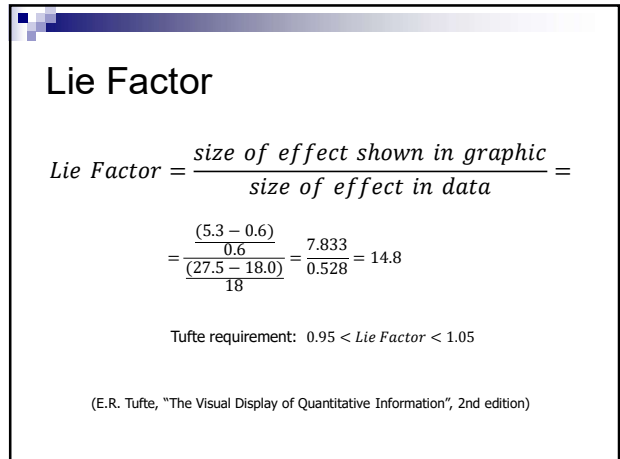 Lie Factor
Lie Factor = size of effect shown in graphic / size of effect in data =
= ((5.3 − 0.6) / 0.6) / ((27.5 − 18.0) / 18) = 7.833 / 0.528 = 14.8
Tufte requirement: 0.95 < Lie Factor < 1.05
(E.R. Tufte, “The Visual Display of Quantitative Information”, 2nd edition)